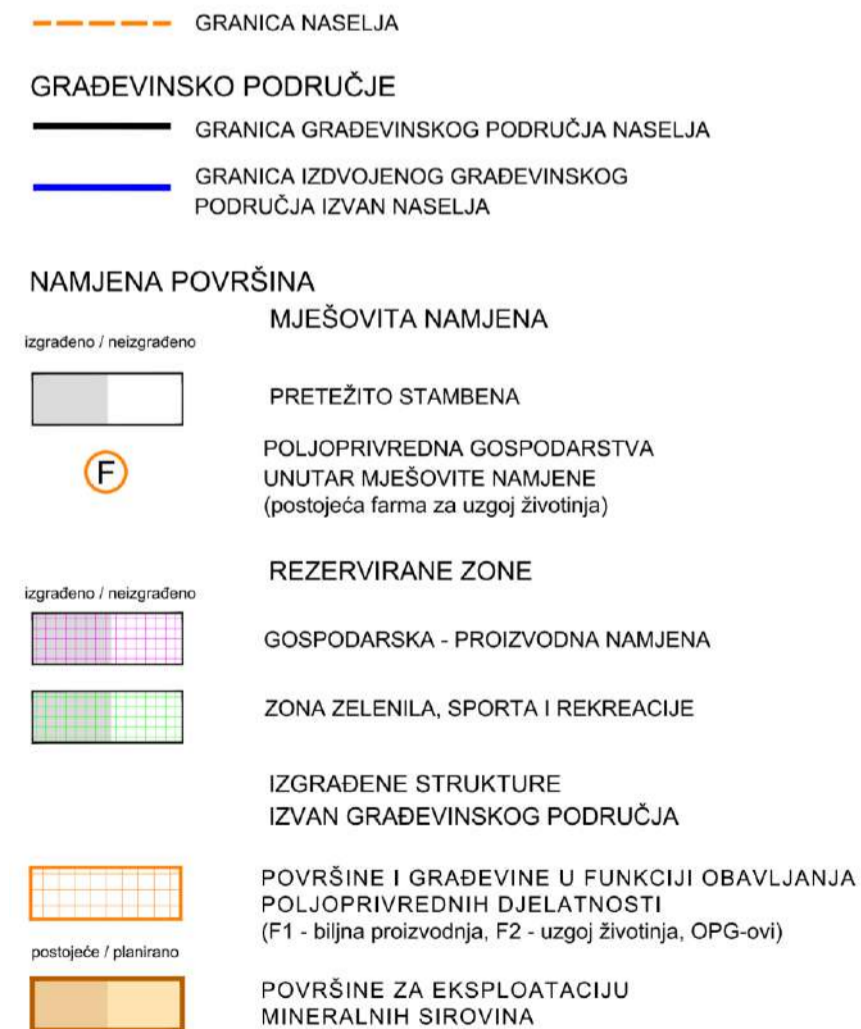 GRANICA NASELJA
GRAĐEVINSKO PODRUČJE
GRANICA GRAĐEVINSKOG PODRUČJA NASELJA
GRANICA IZDVOJENOG GRAĐEVINSKOG
PODRUČJA IZVAN NASELJA
NAMJENA POVRŠINA
MJEŠOVITA NAMJENA
izgrađeno / neizgrađeno
PRETEŽITO STAMBENA
F
POLJOPRIVREDNA GOSPODARSTVA
UNUTAR MJEŠOVITE NAMJENE
(postojeća farma za uzgoj životinja)
REZERVIRANE ZONE
izgrađeno / neizgrađeno
GOSPODARSKA - PROIZVODNA NAMJENA
ZONA ZELENILA, SPORTA I REKREACIJE
IZGRAĐENE STRUKTURE
IZVAN GRAĐEVINSKOG PODRUČJA
POVRŠINE I GRAĐEVINE U FUNKCIJI OBAVLJANJA
POLJOPRIVREDNIH DJELATNOSTI
(F1 - biljna proizvodnja, F2 - uzgoj životinja, OPG-ovi)
postojeće / planirano
POVRŠINE ZA EKSPLOATACIJU
MINERALNIH SIROVINA